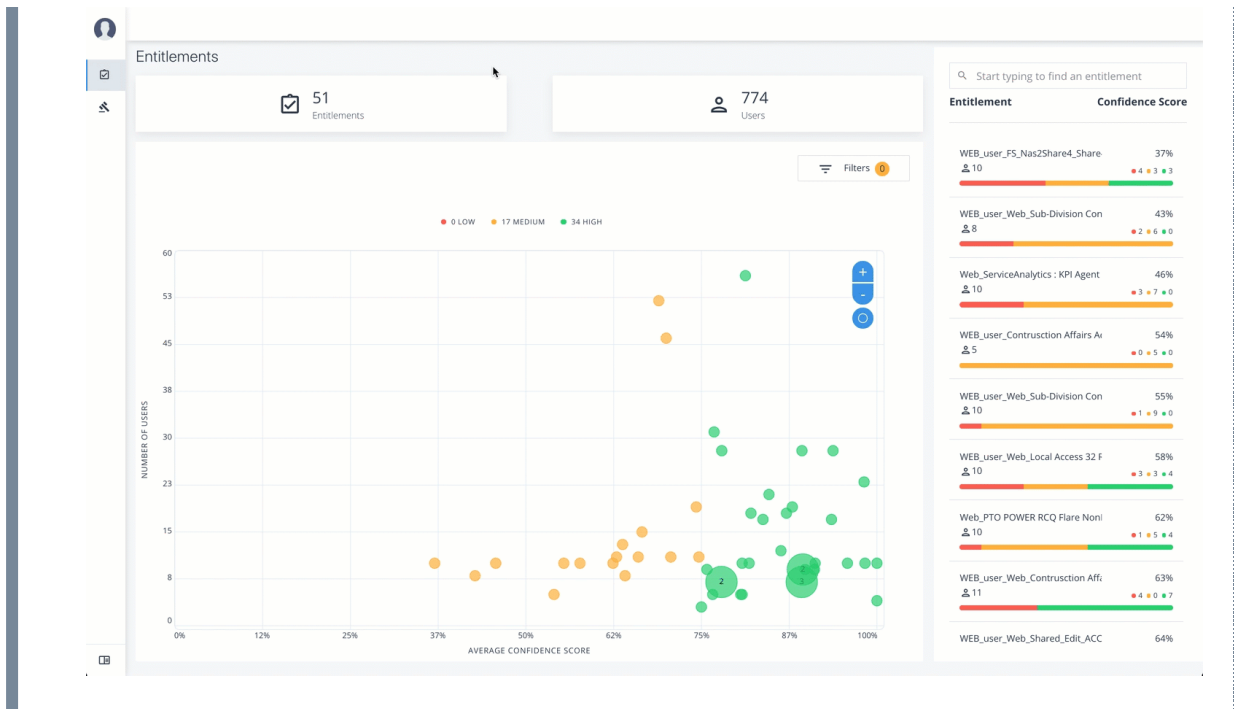 Entitlements
51
Entitlements
774
Users
Filters 0
0 LOW 17 MEDIUM 34 HIGH
60
53
45
38
30
23
15
8
0
NUMBER OF USERS
+
-
2
3
0% 12% 25% 37% 50% 62% 75% 87% 100%
AVERAGE CONFIDENCE SCORE
Start typing to find an entitlement
Entitlement Confidence Score
WEB_user_FS_Nas2Share4_Share- 37%
10 4 3 3
WEB_user_Web_Sub-Division Con 43%
8 2 6 0
Web_ServiceAnalytics : KPI Agent 46%
10 3 7 0
WEB_user_Contrusction Affairs 54%
5 0 5 0
WEB_user_Web_Sub-Division Con 55%
10 1 9 0
WEB_user_Web_Local Access 32 58%
10 3 3 4
Web_PTO POWER RCQ Flare 62%
10 1 5 4
WEB_user_Web_Contrusction 63%
11 4 0 7
WEB_user_Web_Shared_Edit_ACC 64%